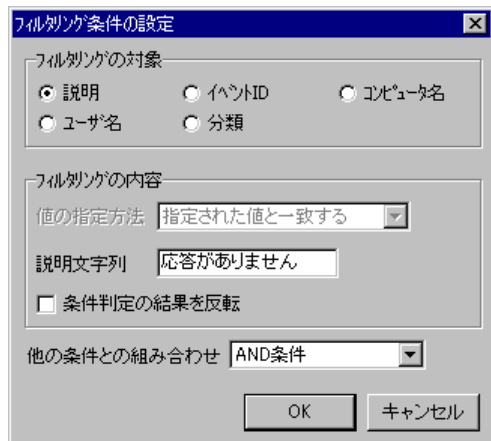 フィルタリング条件の設定
フィルタリングの対象
説明 イベントID コンピュータ名
ユーザ名 分類
フィルタリングの内容
値の指定方法 指定された値と一致する
説明文字列 応答がありません
条件判定の結果を反転
他の条件との組み合わせ AND条件
OK キャンセル